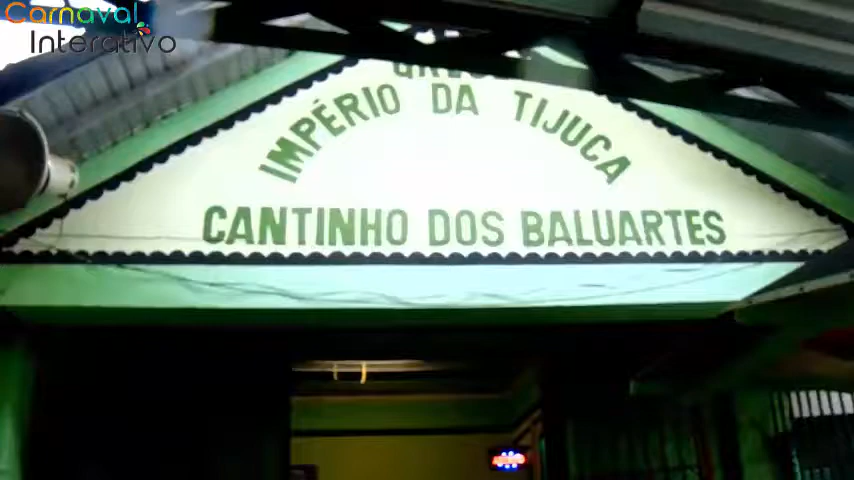 Carnaval
Interativo
IMPÉRIO DA TIJUCA
CANTINHO DOS BALUARTES